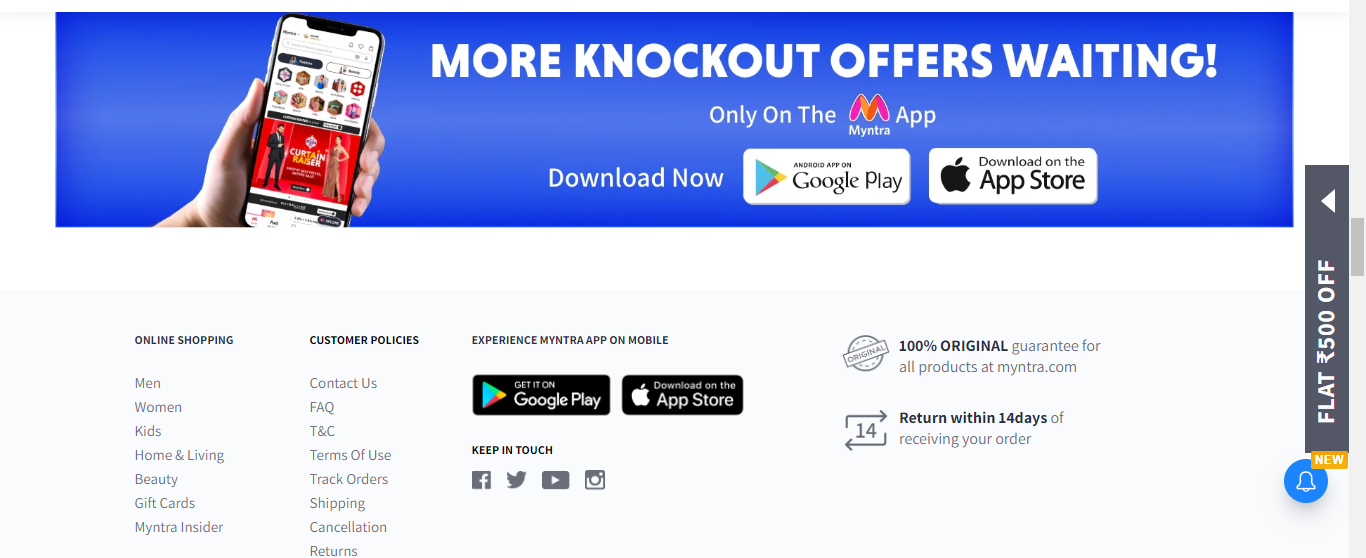 MORE KNOCKOUT OFFERS WAITING!
Only On The Myntra App
Download Now
ANDROID APP ON
Google Play
Download on the
App Store
CURTAIN
RAISER
FLAT ₹500 OFF
NEW
ONLINE SHOPPING
Men
Women
Kids
Home & Living
Beauty
Gift Cards
Myntra Insider
CUSTOMER POLICIES
Contact Us
FAQ
T&C
Terms Of Use
Track Orders
Shipping
Cancellation
Returns
EXPERIENCE MYNTRA APP ON MOBILE
GET IT ON
Google Play
Download on the
App Store
KEEP IN TOUCH
ORIGINAL
100% ORIGINAL guarantee for
all products at myntra.com
14
Return within 14days of
receiving your order